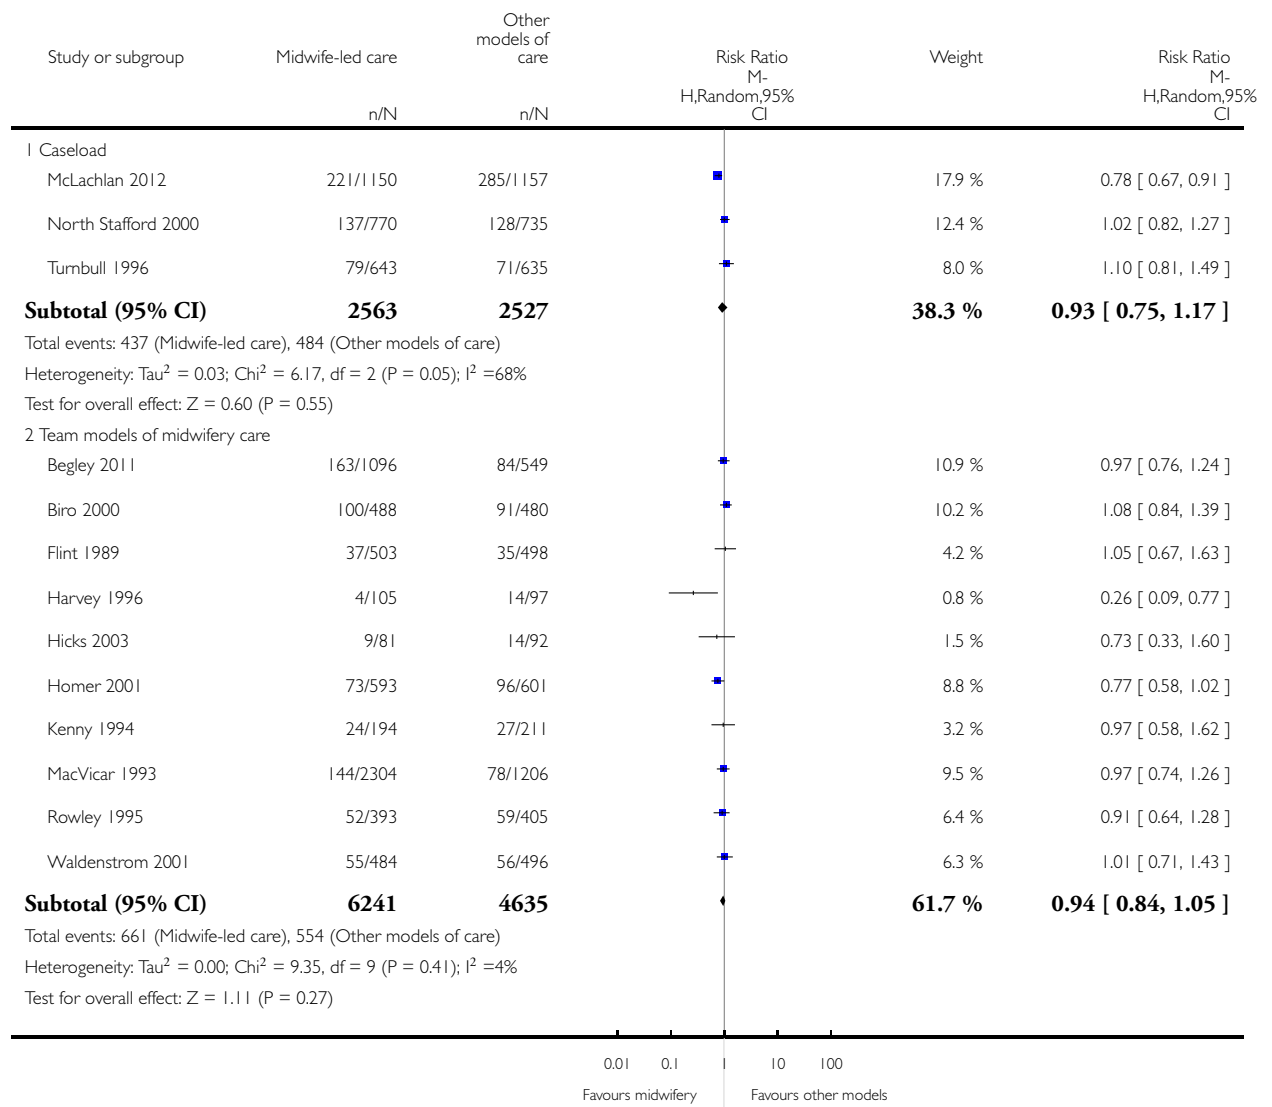 Study or subgroup Midwife-led care Other models of care Risk Ratio M-H,Random,95% CI Weight Risk Ratio M-H,Random,95% CI
n/N n/N
1 Caseload
McLachlan 2012 221/1150 285/1157 17.9 % 0.78 [ 0.67, 0.91 ]
North Stafford 2000 137/770 128/735 12.4 % 1.02 [ 0.82, 1.27 ]
Turnbull 1996 79/643 71/635 8.0 % 1.10 [ 0.81, 1.49 ]
Subtotal (95% CI) 2563 2527 38.3 % 0.93 [ 0.75, 1.17 ]
Total events: 437 (Midwife-led care), 484 (Other models of care)
Heterogeneity: Tau² = 0.03; Chi² = 6.17, df = 2 (P = 0.05); I² =68%
Test for overall effect: Z = 0.60 (P = 0.55)
2 Team models of midwifery care
Begley 2011 163/1096 84/549 10.9 % 0.97 [ 0.76, 1.24 ]
Biro 2000 100/488 91/480 10.2 % 1.08 [ 0.84, 1.39 ]
Flint 1989 37/503 35/498 4.2 % 1.05 [ 0.67, 1.63 ]
Harvey 1996 4/105 14/97 0.8 % 0.26 [ 0.09, 0.77 ]
Hicks 2003 9/81 14/92 1.5 % 0.73 [ 0.33, 1.60 ]
Homer 2001 73/593 96/601 8.8 % 0.77 [ 0.58, 1.02 ]
Kenny 1994 24/194 27/211 3.2 % 0.97 [ 0.58, 1.62 ]
MacVicar 1993 144/2304 78/1206 9.5 % 0.97 [ 0.74, 1.26 ]
Rowley 1995 52/393 59/405 6.4 % 0.91 [ 0.64, 1.28 ]
Waldenstrom 2001 55/484 56/496 6.3 % 1.01 [ 0.71, 1.43 ]
Subtotal (95% CI) 6241 4635 61.7 % 0.94 [ 0.84, 1.05 ]
Total events: 661 (Midwife-led care), 554 (Other models of care)
Heterogeneity: Tau² = 0.00; Chi² = 9.35, df = 9 (P = 0.41); I² =4%
Test for overall effect: Z = 1.11 (P = 0.27)
0.01 0.1 1 10 100
Favours midwifery Favours other models